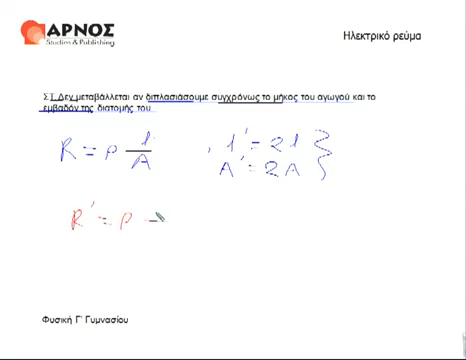 ΑΡΝΟΣ
Studies & Publishing
Ηλεκτρικό ρεύμα
ΣΤ. Δεν μεταβάλλεται αν διπλασιάσουμε συγχρόνως το μήκος του αγωγού και το
εμβαδόν της διατομής του
R = ρ l/A , l' = 2l
A' = 2A }
R' = ρ
Φυσική Γ' Γυμνασίου